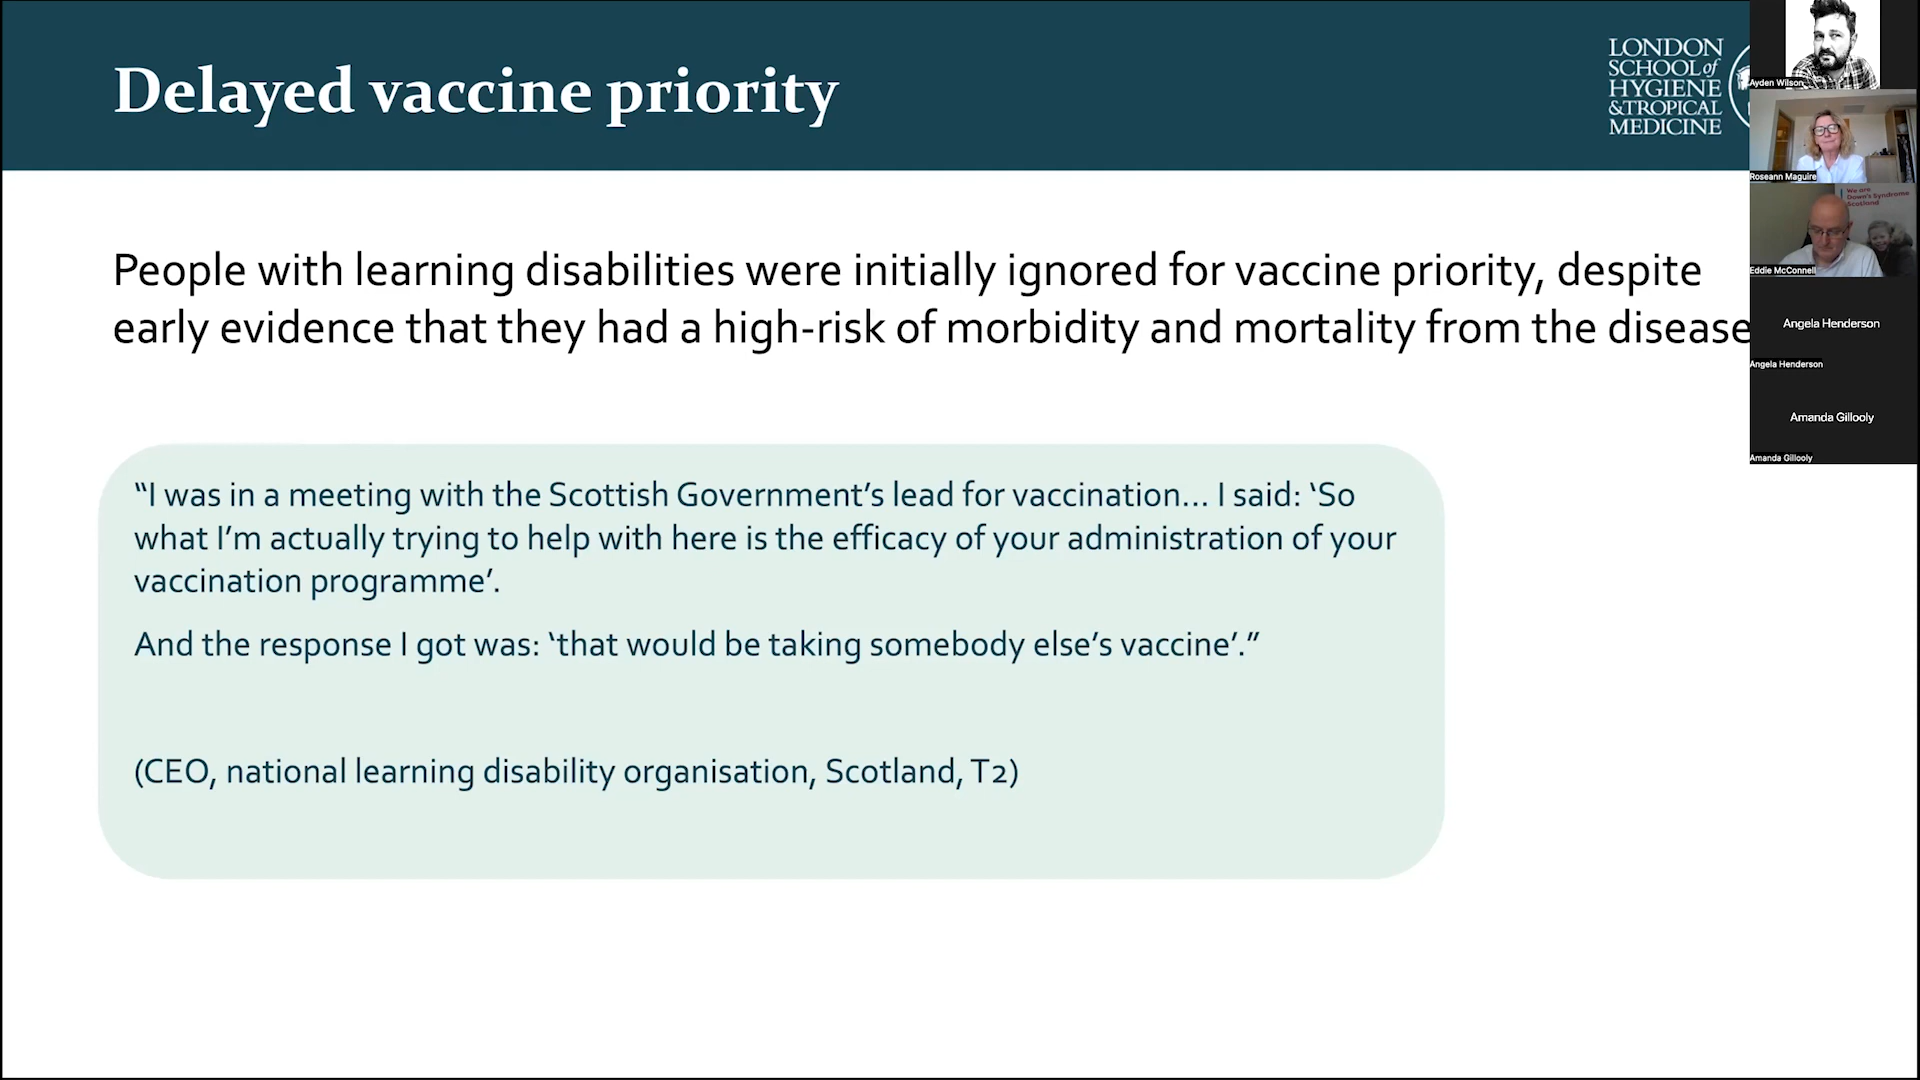 Delayed vaccine priority
LONDON
SCHOOL of
HYGIENE
& TROPICAL
MEDICINE
People with learning disabilities were initially ignored for vaccine priority, despite
early evidence that they had a high-risk of morbidity and mortality from the disease
“I was in a meeting with the Scottish Government’s lead for vaccination… I said: ‘So
what I’m actually trying to help with here is the efficacy of your administration of your
vaccination programme’.
And the response I got was: ‘that would be taking somebody else’s vaccine’.”
(CEO, national learning disability organisation, Scotland, T2)
Ayden Wilson
Roseann Maguire
We are
Down's Syndrome
Scotland
Eddie McConnell
Angela Henderson
Angela Henderson
Amanda Gillooly
Amanda Gillooly